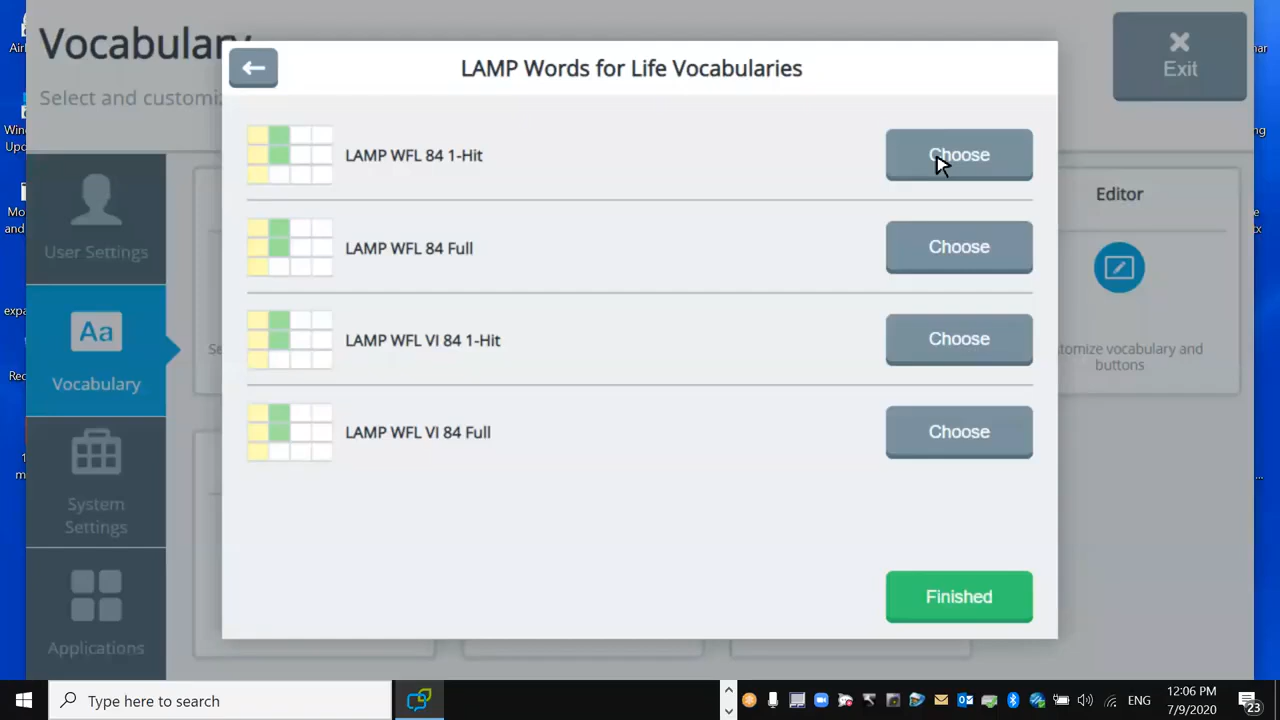 Vocabulary
Select and customiz
LAMP Words for Life Vocabularies
Exit
LAMP WFL 84 1-Hit
Choose
LAMP WFL 84 Full
Choose
LAMP WFL VI 84 1-Hit
Choose
LAMP WFL VI 84 Full
Choose
Finished
User Settings
Aa
Vocabulary
System
Settings
Applications
Editor
tomize vocabulary and
buttons
Type here to search
ENG
12:06 PM
7/9/2020
23